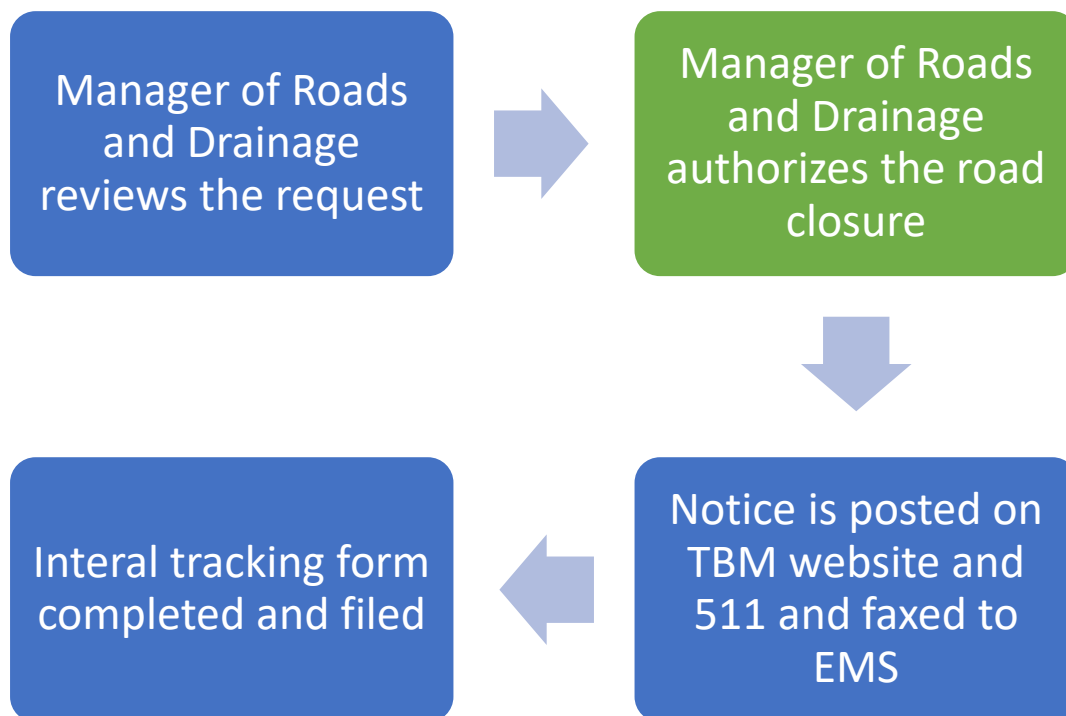 Manager of Roads
and Drainage
reviews the request
Manager of Roads
and Drainage
authorizes the road
closure
Notice is posted on
TBM website and
511 and faxed to
EMS
Interal tracking form
completed and filed